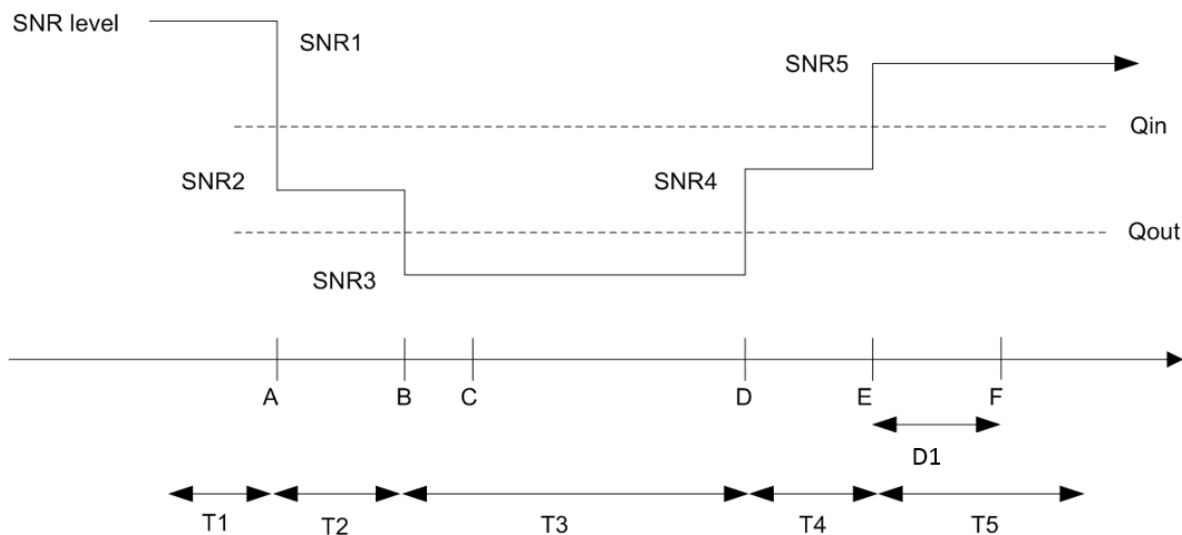 SNR level
SNR1
SNR5
Qin
SNR2
SNR4
Qout
SNR3
A B C D E F
D1
T1 T2 T3 T4 T5